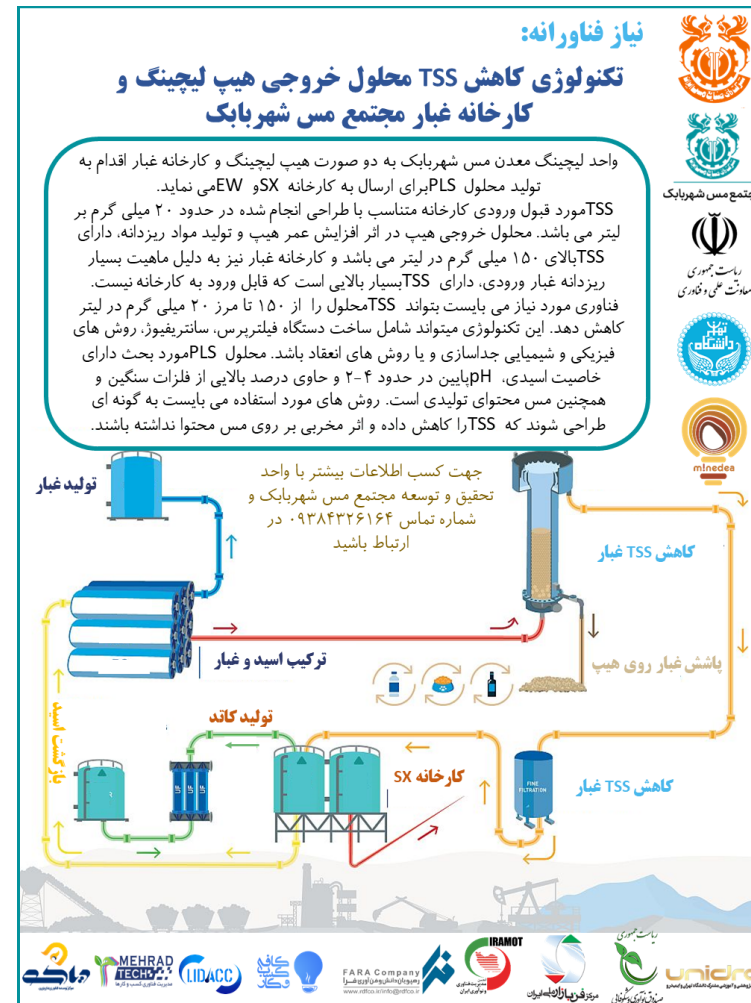 نیاز فناورانه:
تکنولوژی کاهش TSS محلول خروجی هیپ لیچینگ و
کارخانه غبار مجتمع مس شهربابک
واحد لیچینگ معدن مس شهربابک به دو صورت هیپ لیچینگ و کارخانه غبار اقدام به
تولید محلول PLSبرای ارسال به کارخانه SXو EWمی نماید.
TSSمورد قبول ورودی کارخانه متناسب با طراحی انجام شده در حدود ۲۰ میلی گرم بر
لیتر می باشد. محلول خروجی هیپ در اثر افزایش عمر هیپ و تولید مواد ریزدانه، دارای
TSSبالای ۱۵۰ میلی گرم در لیتر می باشد و کارخانه غبار نیز به دلیل ماهیت بسیار
ریزدانه غبار ورودی، دارای TSSبسیار بالایی است که قابل ورود به کارخانه نیست.
فناوری مورد نیاز می بایست بتواند TSSمحلول را از ۱۵۰ تا مرز ۲۰ میلی گرم در لیتر
کاهش دهد. این تکنولوژی میتواند شامل ساخت دستگاه فیلترپرس، سانتریفیوژ، روش های
فیزیکی و شیمیایی جداسازی و یا روش های انعقاد باشد. محلول PLSمورد بحث دارای
خاصیت اسیدی، pHپایین در حدود ۴-۲ و حاوی درصد بالایی از فلزات سنگین و
همچنین مس محتوای تولیدی است. روش های مورد استفاده می بایست به گونه ای
طراحی شوند که TSSرا کاهش داده و اثر مخربی بر روی مس محتوا نداشته باشند.
جهت کسب اطلاعات بیشتر با واحد
تحقیق و توسعه مجتمع مس شهربابک و
شماره تماس ۰۹۳۸۴۳۲۶۱۶۴ در
ارتباط باشید
تولید غبار
کاهش TSS غبار
ترکیب اسید و غبار
پاشش غبار روی هیپ
تولید کاتد
بازگشت اسید
کارخانه SX
کاهش TSS غبار
FINE
FILTRATION
مجتمع مس شهربابک
ریاست جمهوری
معاونت علمی و فناوری
minedea
MEHRAD
TECH
LIDACC
FARA Company
IRAMOT
ریاست جمهوری
unidro